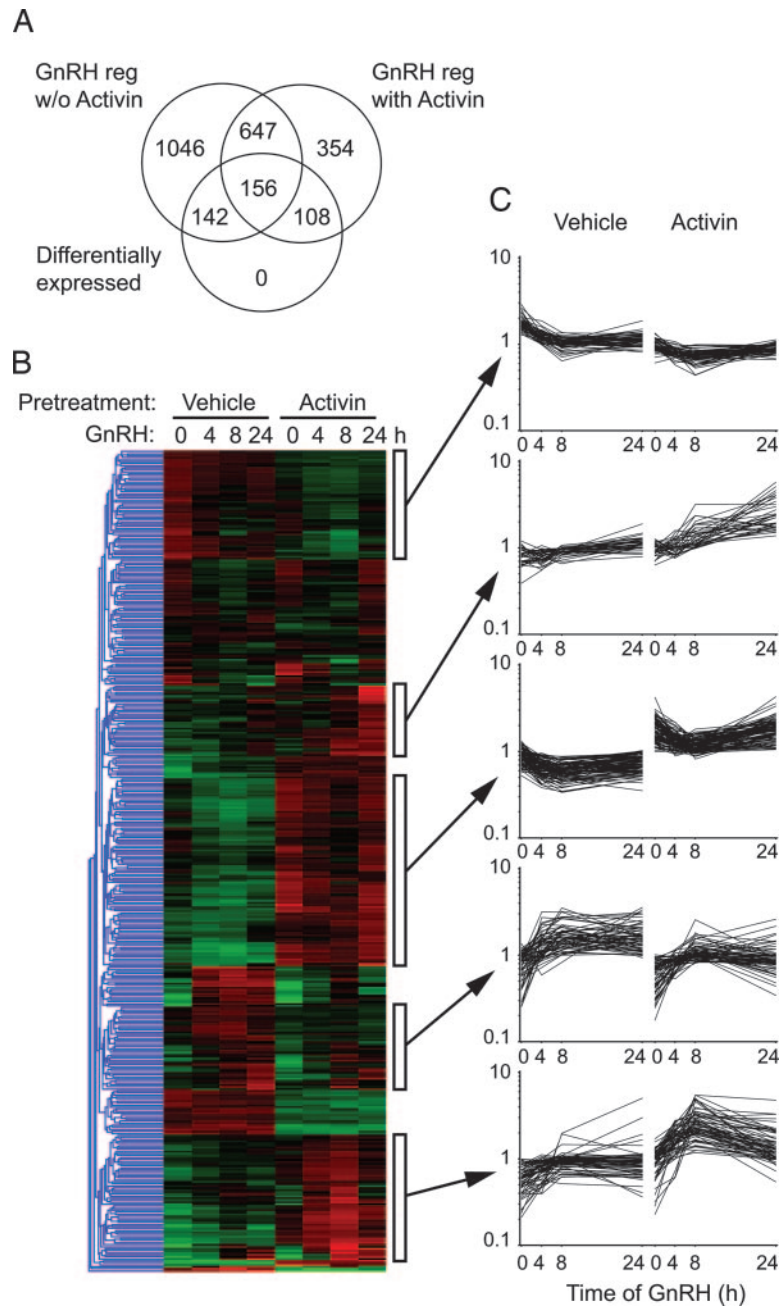 A
GnRH reg
w/o Activin
GnRH reg
with Activin
1046
647
354
156
142
108
Differentially
expressed
0
B
Pretreatment: Vehicle Activin
GnRH: 0 4 8 24 0 4 8 24 h
C
Vehicle Activin
10
1
0.1
0 4 8 24 0 4 8 24
10
1
0.1
0 4 8 24 0 4 8 24
10
1
0.1
0 4 8 24 0 4 8 24
10
1
0.1
0 4 8 24 0 4 8 24
10
1
0.1
0 4 8 24 0 4 8 24
Time of GnRH (h)